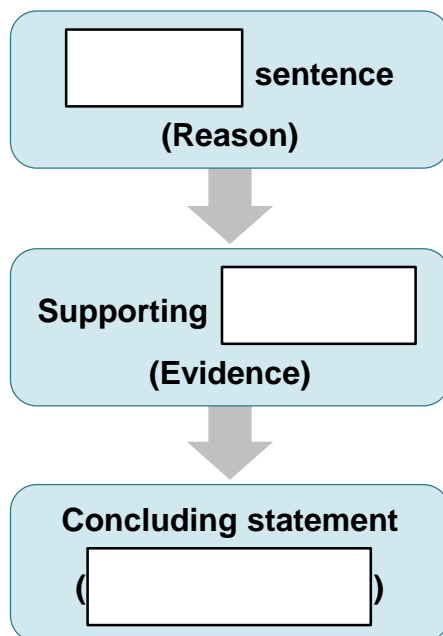 sentence
(Reason)
Supporting
(Evidence)
Concluding statement
( )